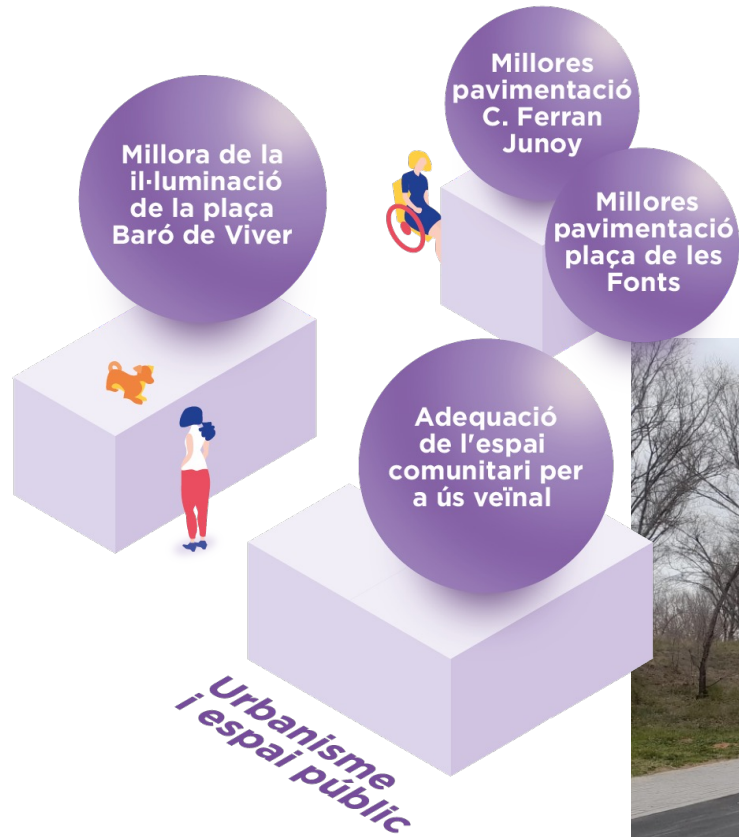 Millora de la
il·luminació
de la plaça
Baró de Viver
Millores
pavimentació
C. Ferran
Junoy
Millores
pavimentació
plaça de les
Fonts
Adequació
de l'espai
comunitari per
a ús veïnal
Urbanisme
i espai públic